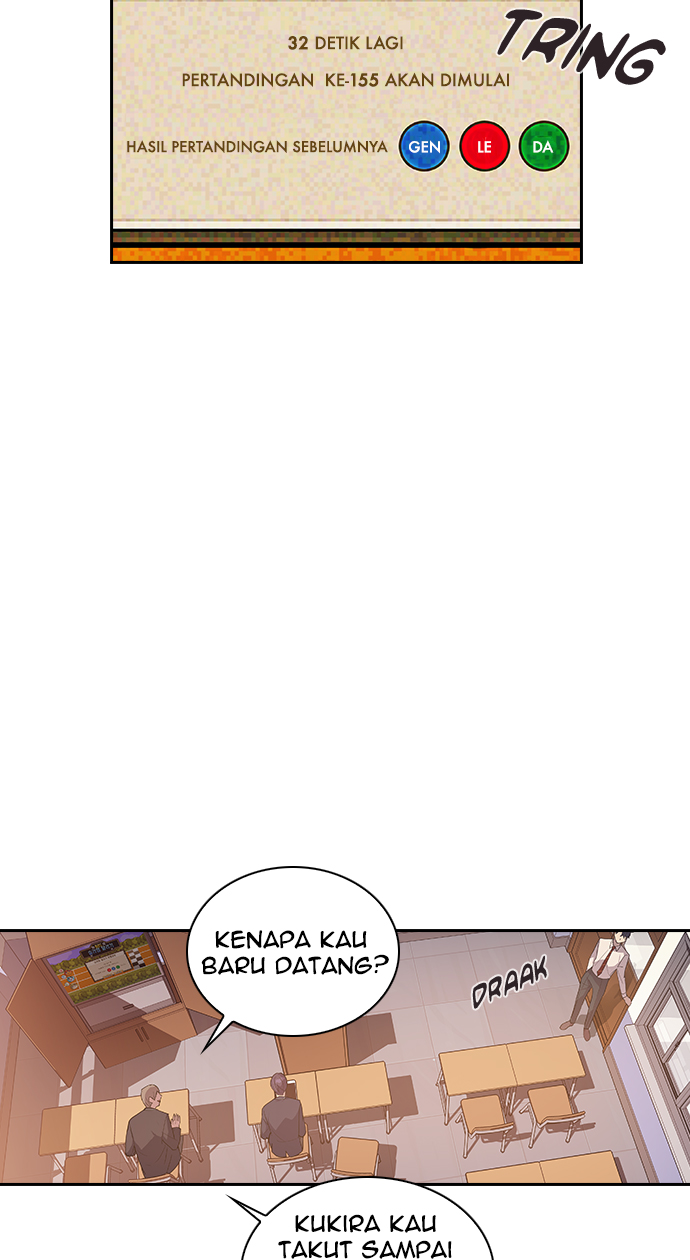 TRING
32 DETIK LAGI
PERTANDINGAN KE-155 AKAN DIMULAI
HASIL PERTANDINGAN SEBELUMNYA GEN LE DA
KENAPA KAU
BARU DATANG?
DRAAK
KUKIRA KAU
TAKUT SAMPAI